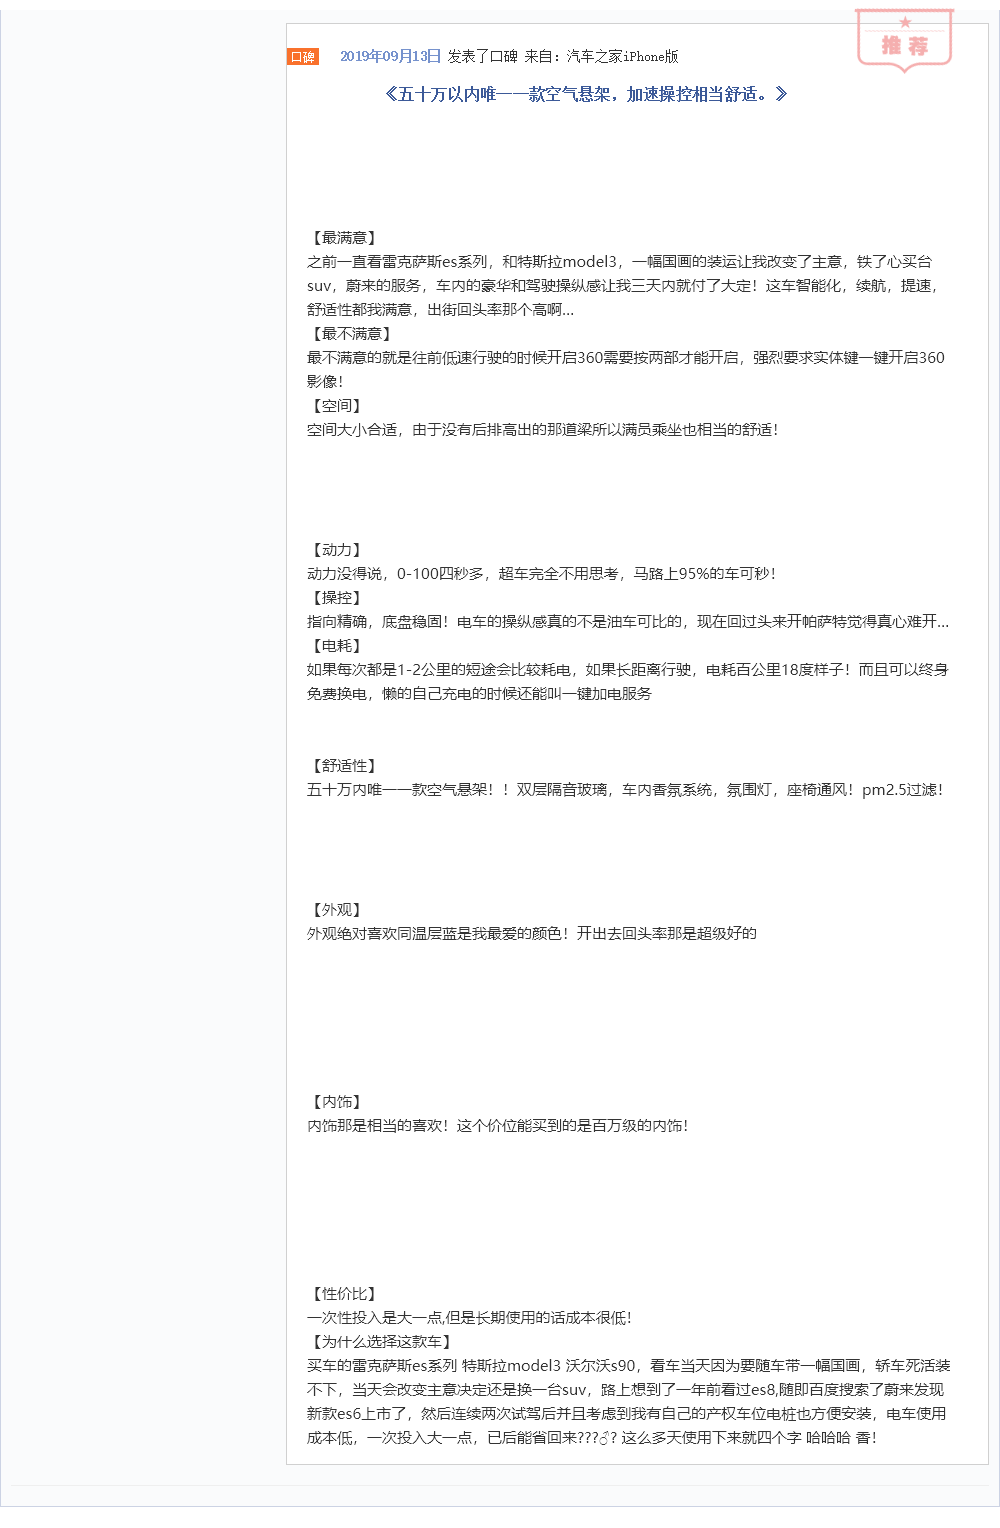 推荐
口碑 2019年09月13日 发表了口碑 来自：汽车之家iPhone版
《五十万以内唯一一款空气悬架，加速操控相当舒适。》
【最满意】
之前一直看雷克萨斯es系列，和特斯拉model3，一幅国画的装运让我改变了主意，铁了心买台
suv，蔚来的服务，车内的豪华和驾驶操纵感让我三天内就付了大定！这车智能化，续航，提速，
舒适性都我满意，出街回头率那个高啊...
【最不满意】
最不满意的就是往前低速行驶的时候开启360需要按两部才能开启，强烈要求实体键一键开启360
影像！
【空间】
空间大小合适，由于没有后排高出的那道梁所以满员乘坐也相当的舒适！
【动力】
动力没得说，0-100四秒多，超车完全不用思考，马路上95%的车可秒！
【操控】
指向精确，底盘稳固！电车的操纵感真的不是油车可比的，现在回过头来开帕萨特觉得真心难开...
【电耗】
如果每次都是1-2公里的短途会比较耗电，如果长距离行驶，电耗百公里18度样子！而且可以终身
免费换电，懒的自己充电的时候还能叫一键加电服务
【舒适性】
五十万内唯一一款空气悬架！！双层隔音玻璃，车内香氛系统，氛围灯，座椅通风！pm2.5过滤！
【外观】
外观绝对喜欢同温层蓝是我最爱的颜色！开出去回头率那是超级好的
【内饰】
内饰那是相当的喜欢！这个价位能买到的是百万级的内饰！
【性价比】
一次性投入是大一点,但是长期使用的话成本很低！
【为什么选择这款车】
买车的雷克萨斯es系列 特斯拉model3 沃尔沃s90，看车当天因为要随车带一幅国画，轿车死活装
不下，当天会改变主意决定还是换一台suv，路上想到了一年前看过es8,随即百度搜索了蔚来发现
新款es6上市了，然后连续两次试驾后并且考虑到我有自己的产权车位电桩也方便安装，电车使用
成本低，一次投入大一点，已后能省回来???♂? 这么多天使用下来就四个字 哈哈哈 香！